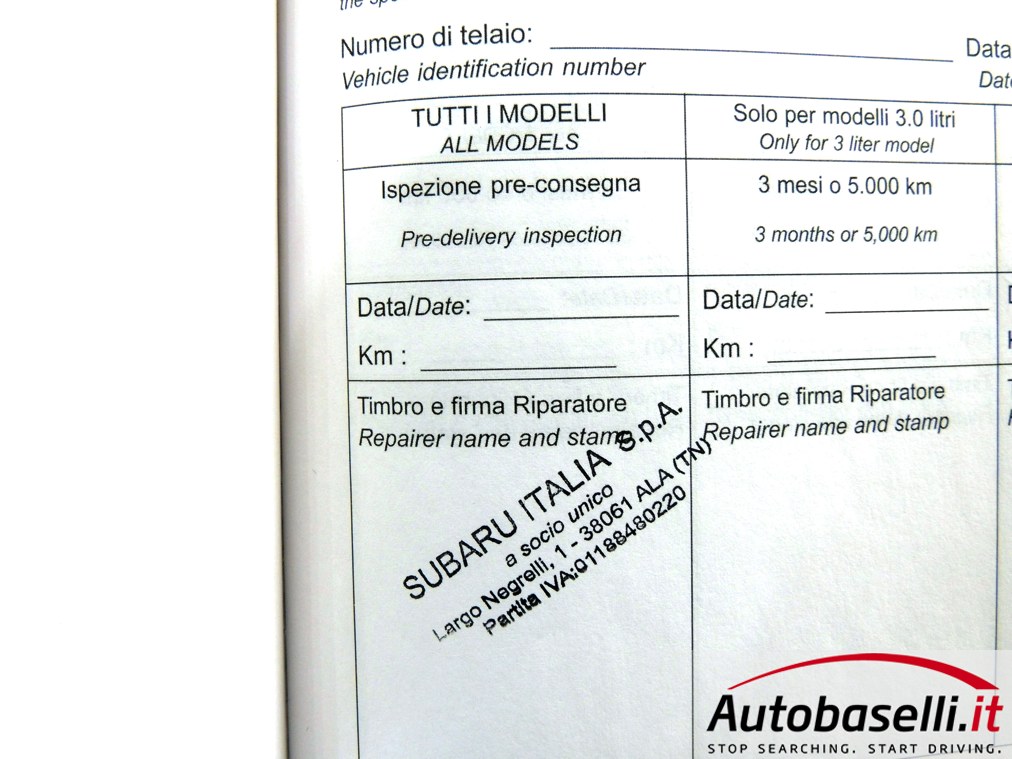 the spe
Numero di telaio:
Data
Vehicle identification number
Date
TUTTI I MODELLI
ALL MODELS
Solo per modelli 3.0 litri
Only for 3 liter model
Ispezione pre-consegna
Pre-delivery inspection
3 mesi o 5.000 km
3 months or 5,000 km
Data/Date:
Km :
Data/Date:
Km :
Timbro e firma Riparatore
Repairer name and stamp
Timbro e firma Riparatore
Repairer name and stamp
SUBARU ITALIA S.p.A.
a socio unico
Largo Negrelli, 1 - 38061 ALA (TN)
Partita IVA:01188480220
Autobaselli.it
STOP SEARCHING. START DRIVING.